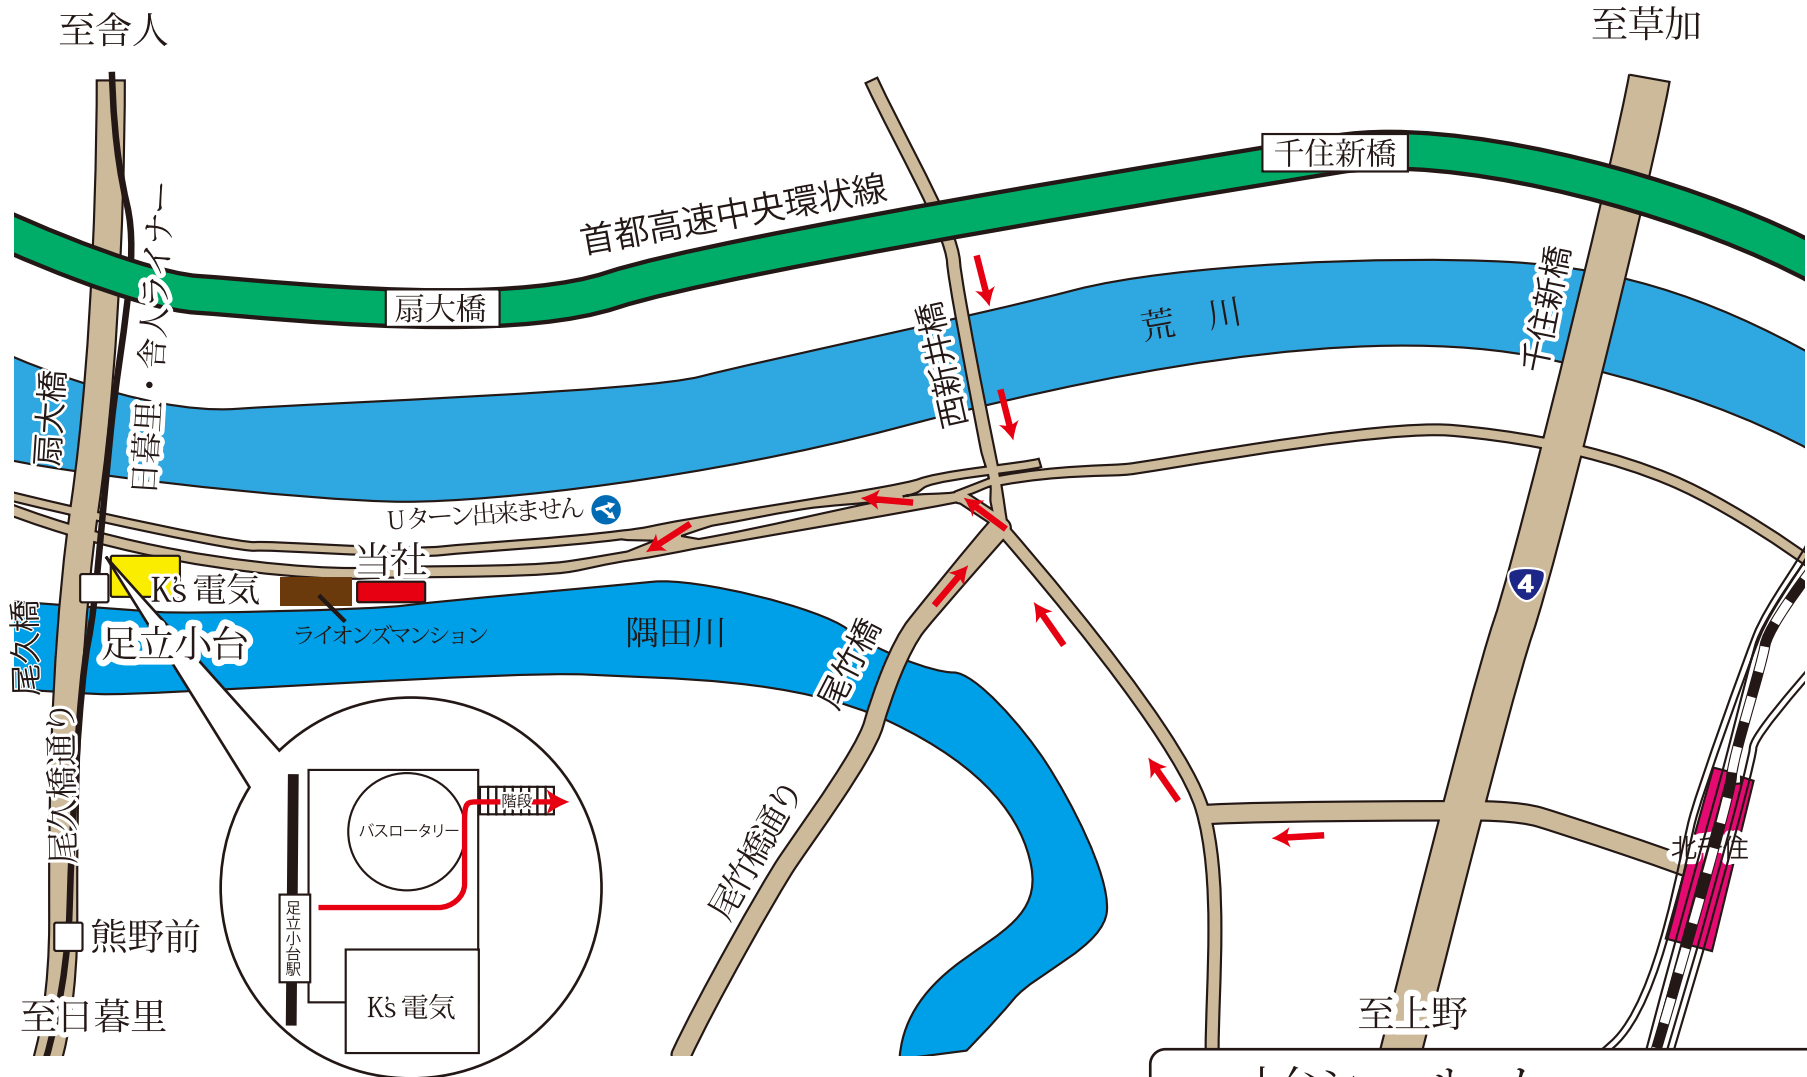 至舎人
至草加
千住新橋
首都高速中央環状線
扇大橋
日暮里・舎人ライナー
荒 川
西新井橋
千住新橋
扇大橋
Uターン出来ません
当社
K's 電気
4
尾久橋
足立小台
ライオンズマンション
隅田川
尾竹橋
尾久橋通り
階段
バスロータリー
尾竹橋通り
北千住
足立小台駅
熊野前
K's 電気
至日暮里
至上野